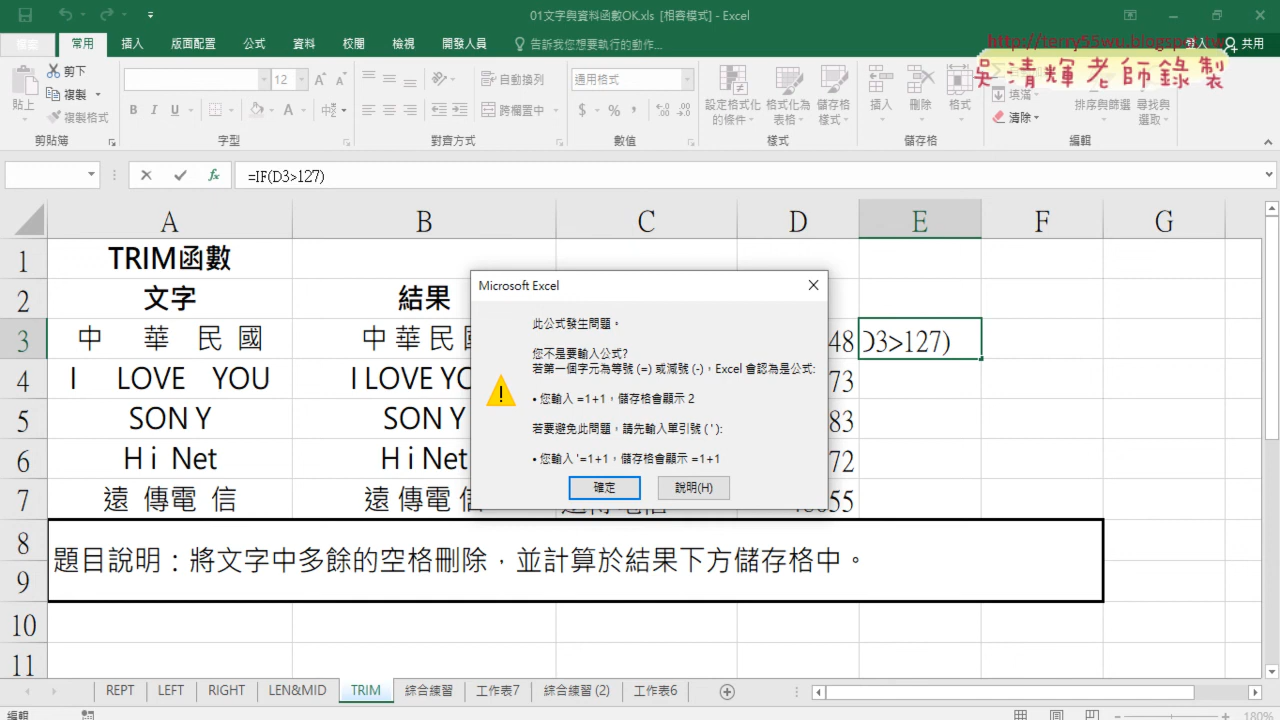 01文字與資料函數OK.xls [相容模式] - Excel
常用 插入 版面配置 公式 資料 校閱 檢視 開發人員 告訴我您想要執行的動作... 共用
http://terry55wu.blogspot.tw
吳清輝老師錄製
貼上 剪下 複製 複製格式 剪貼簿
12 B I U A 字型
自動換列 跨欄置中 對齊方式
通用格式 $ % 數值
設定格式化的條件 格式化為表格 儲存格樣式 樣式
插入 刪除 格式 儲存格
填滿 清除 排序與篩選 尋找與選取 編輯
fx =IF(D3>127)
A B C D E F G
1 TRIM函數
2 文字 結果
3 中 華 民 國 中 華 民 48 D3>127)
4 I LOVE YOU I LOVE YO 73
5 SON Y SON Y 83
6 H i Net H i Net 72
7 遠 傳電 信 遠 傳電 信 55
8
題目說明：將文字中多餘的空格刪除，並計算於結果下方儲存格中。
9
10
11
Microsoft Excel
此公式發生問題。
您不是要輸入公式?
若第一個字元為等號 (=) 或減號 (-)，Excel 會認為是公式:
• 您輸入 =1+1，儲存格會顯示 2
若要避免此問題，請先輸入單引號 ( ' ):
• 您輸入 '=1+1，儲存格會顯示 =1+1
確定 說明(H)
REPT LEFT RIGHT LEN&MID TRIM 綜合練習 工作表7 綜合練習 (2) 工作表6
編輯 180%